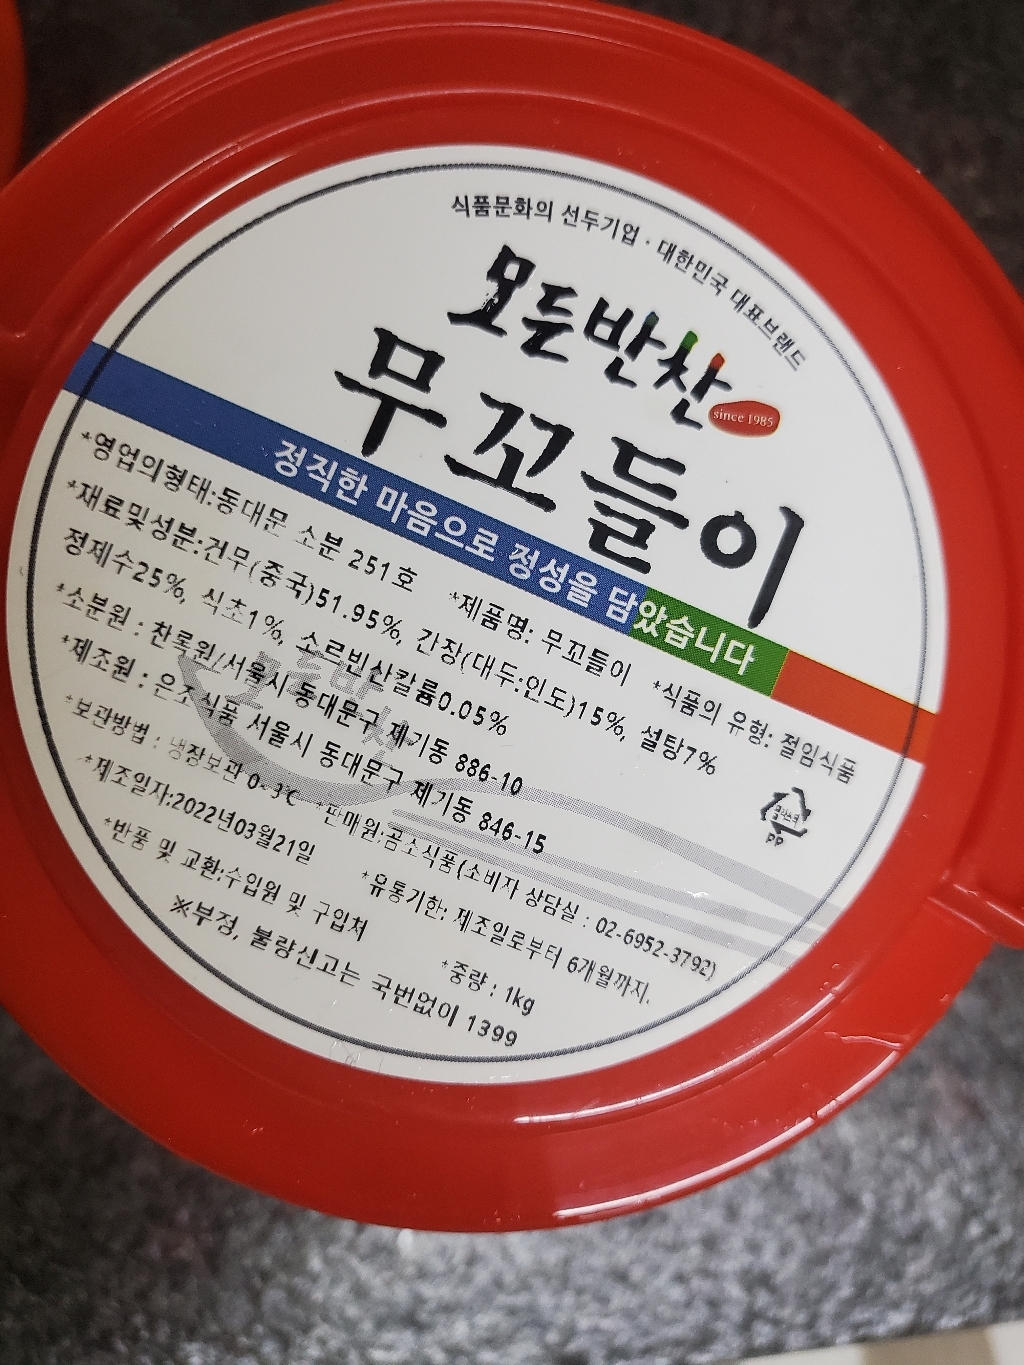 식품문화의 선두기업 · 대한민국 대표브랜드
모든반찬
since 1985
무꼬들이
정직한 마음으로 정성을 담았습니다
*영업의형태:동대문 소분 251호 *제품명: 무꼬들이 *식품의 유형: 절임식품
*재료및성분:건무(중국)51.95%, 간장(대두:인도)15%, 설탕7%
정제수25%, 식초1%, 소르빈산칼륨0.05%
*소분원 : 찬록원/서울시 동대문구 제기동 886-10
*제조원 : 은조식품 서울시 동대문구 제기동 846-15
*보관방법 : 냉장보관 0-3℃ *판매원:곰소식품(소비자 상담실 : 02-6952-3792)
*제조일자:2022년03월21일 *유통기한: 제조일로부터 6개월까지.
*반품 및 교환:수입원 및 구입처 *중량 : 1kg
※부정, 불량신고는 국번없이 1399
PP